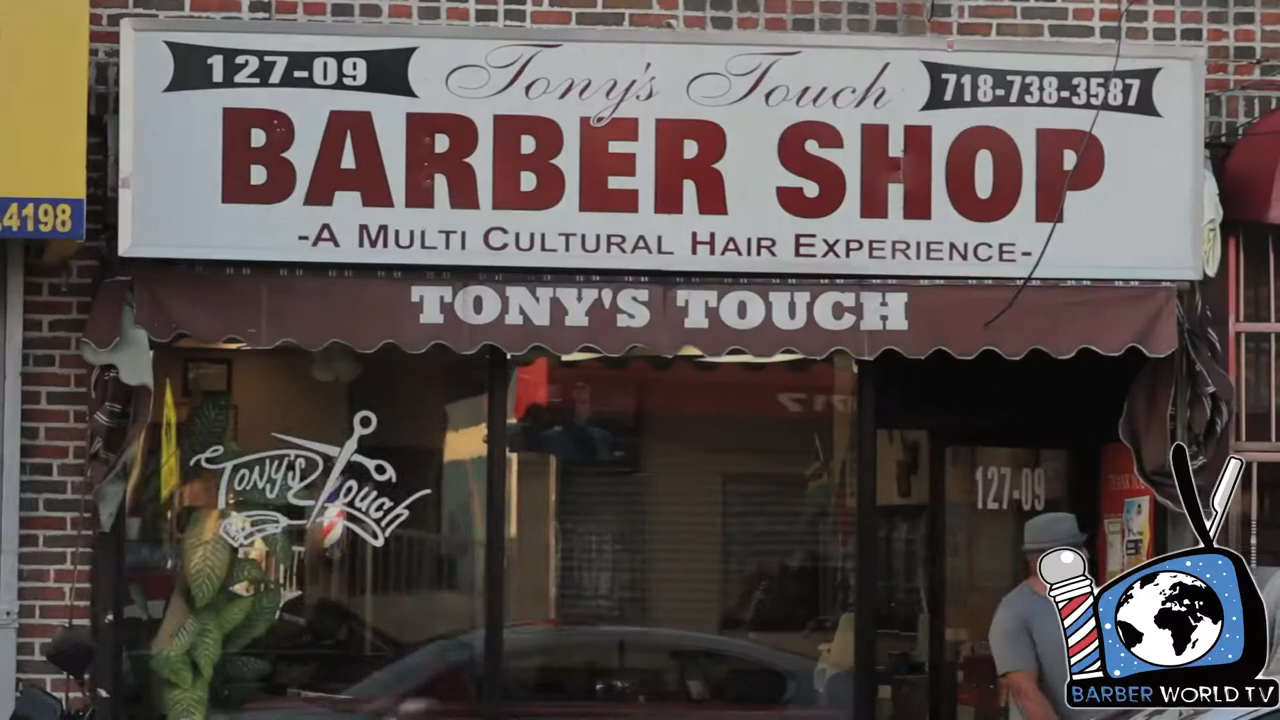 127-09
Tony's Touch
718-738-3587
BARBER SHOP
-A MULTI CULTURAL HAIR EXPERIENCE-
.4198
TONY'S TOUCH
TONY'S Touch
127-09
BARBER WORLD TV